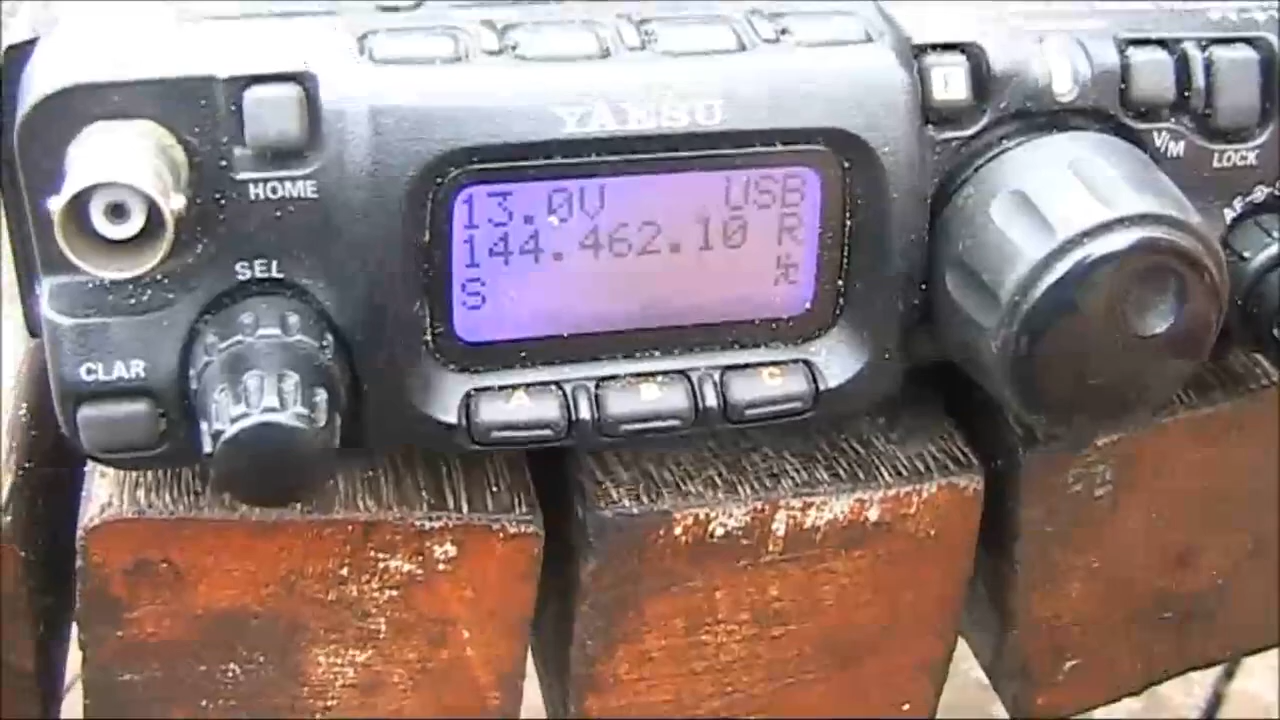 YAESU
HOME
V/M
LOCK
13.0V USB
144.462.10 R
S
SEL
CLAR
A B C
F